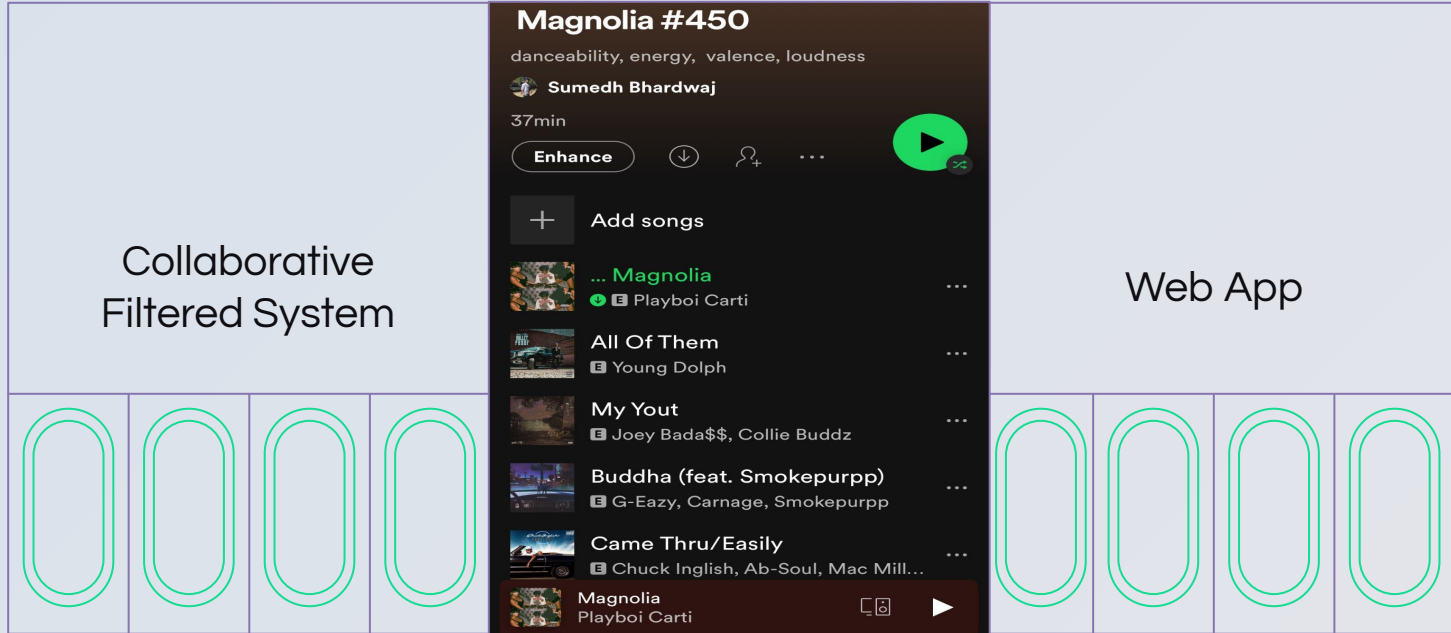 Collaborative
Filtered System
Magnolia #450
danceability, energy, valence, loudness
Sumedh Bhardwaj
37min
Enhance
Add songs
... Magnolia
E Playboi Carti
All Of Them
E Young Dolph
My Yout
E Joey Bada$$, Collie Buddz
Buddha (feat. Smokepurpp)
E G-Eazy, Carnage, Smokepurpp
Came Thru/Easily
E Chuck Inglish, Ab-Soul, Mac Mill...
Magnolia
Playboi Carti
Web App